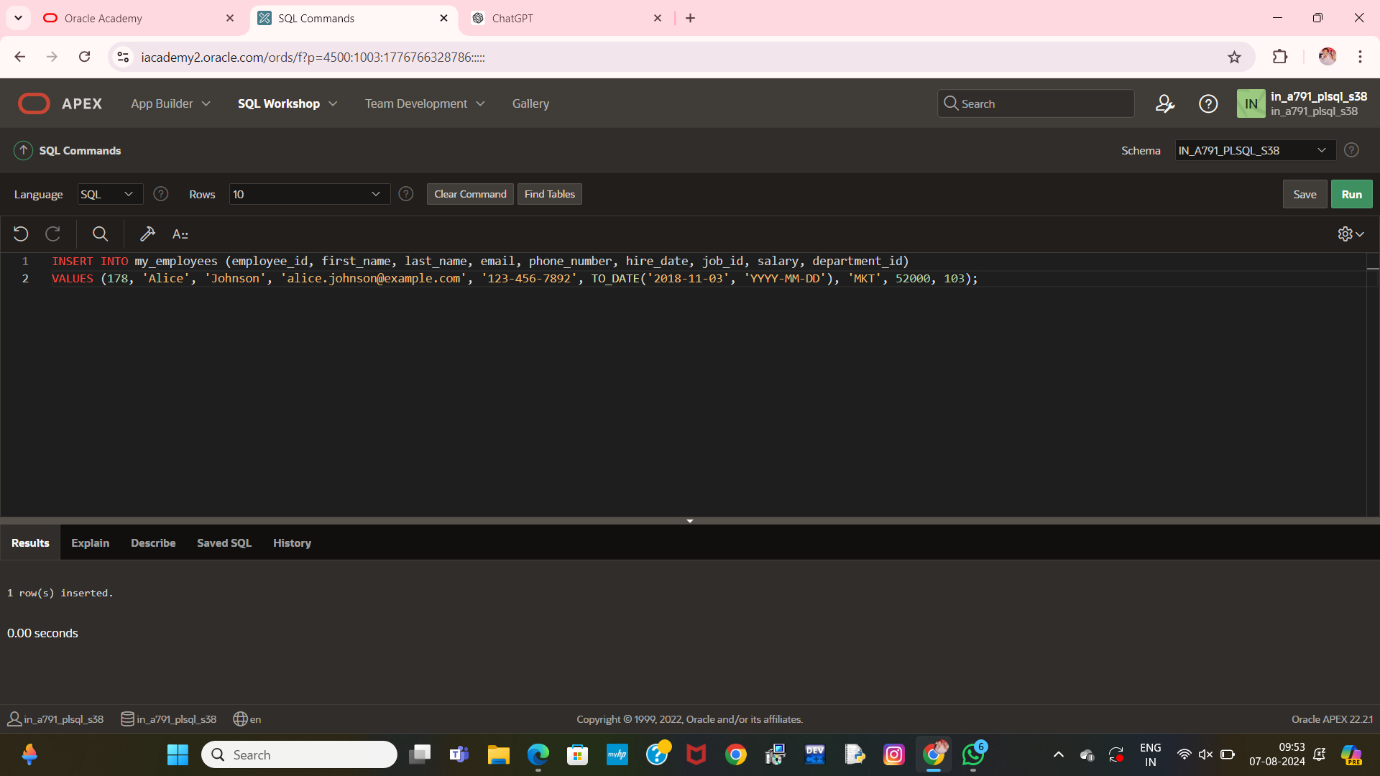 Oracle Academy
SQL Commands
ChatGPT
iacademy2.oracle.com/ords/f?p=4500:1003:1776766328786:::::
APEX
App Builder
SQL Workshop
Team Development
Gallery
Search
IN
in_a791_plsql_s38
in_a791_plsql_s38
SQL Commands
Schema
IN_A791_PLSQL_S38
Language
SQL
Rows
10
Clear Command
Find Tables
Save
Run
A::
1 INSERT INTO my_employees (employee_id, first_name, last_name, email, phone_number, hire_date, job_id, salary, department_id)
2 VALUES (178, 'Alice', 'Johnson', 'alice.johnson@example.com', '123-456-7892', TO_DATE('2018-11-03', 'YYYY-MM-DD'), 'MKT', 52000, 103);
Results
Explain
Describe
Saved SQL
History
1 row(s) inserted.
0.00 seconds
in_a791_plsql_s38
in_a791_plsql_s38
en
Copyright © 1999, 2022, Oracle and/or its affiliates.
Oracle APEX 22.2.1
Search
myhp
DEV
6
ENG
IN
09:53
07-08-2024
PRE